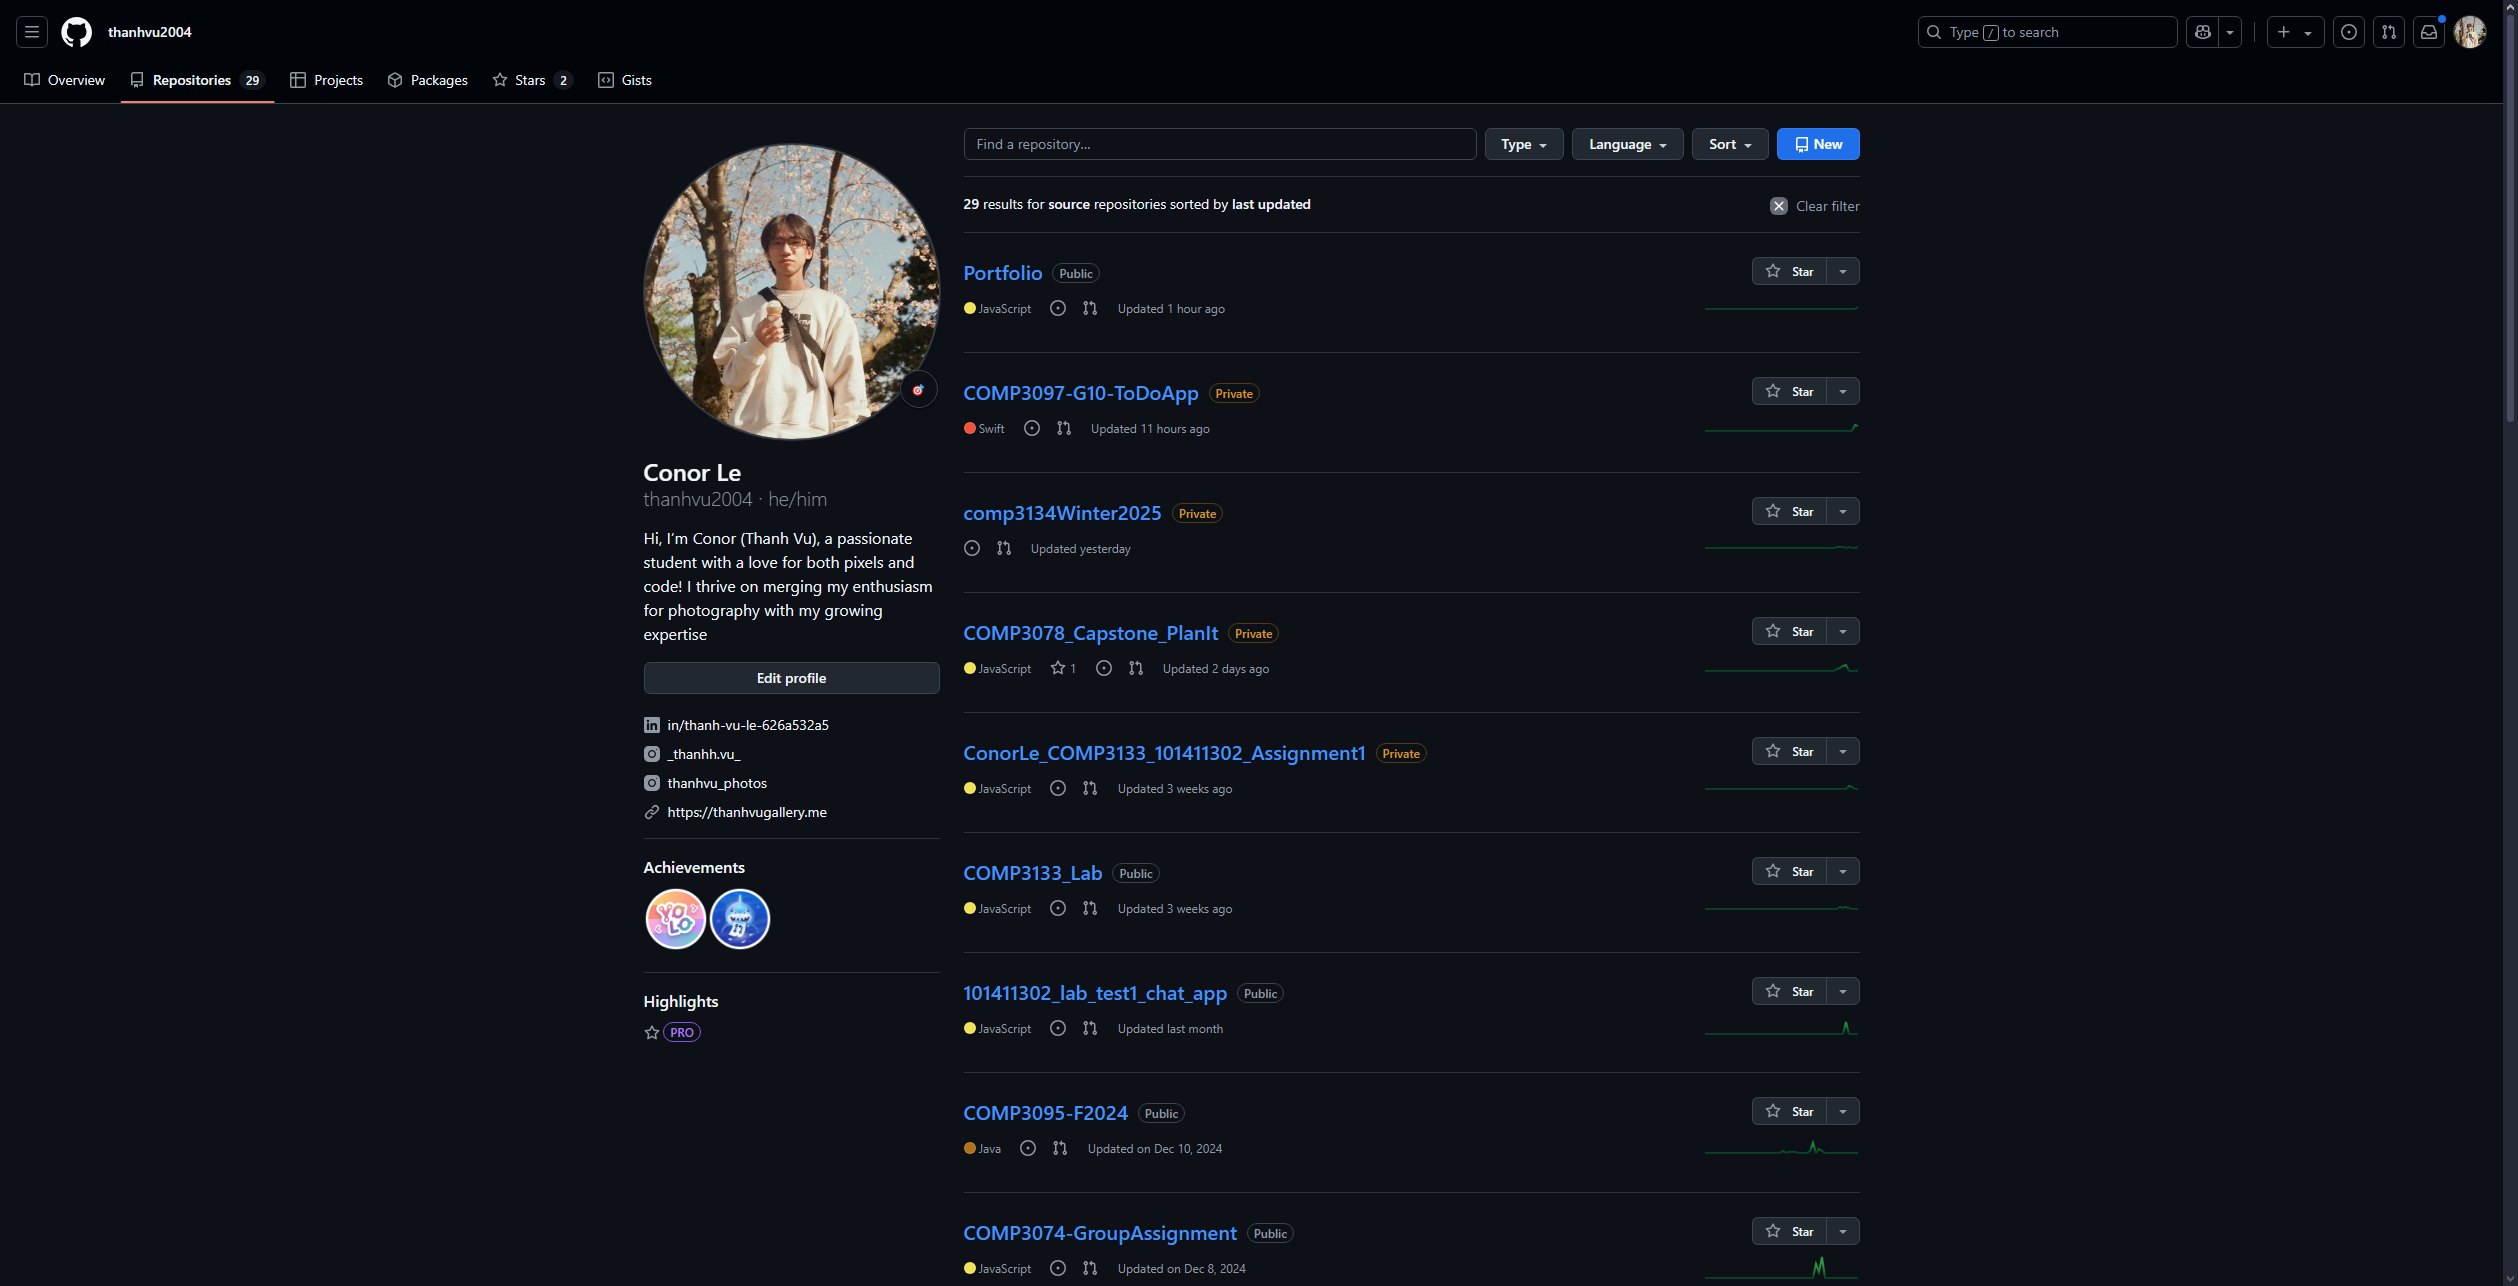 thanhvu2004
Type / to search
Overview
Repositories 29
Projects
Packages
Stars 2
Gists
Conor Le
thanhvu2004 · he/him
Hi, I'm Conor (Thanh Vu), a passionate
student with a love for both pixels and
code! I thrive on merging my enthusiasm
for photography with my growing
expertise
Edit profile
in/thanh-vu-le-626a532a5
_thanhh.vu_
thanhvu_photos
https://thanhvugallery.me
Achievements
YOLO
Highlights
PRO
Find a repository...
Type
Language
Sort
New
29 results for source repositories sorted by last updated
Clear filter
Portfolio Public
Star
JavaScript Updated 1 hour ago
COMP3097-G10-ToDoApp Private
Star
Swift Updated 11 hours ago
comp3134Winter2025 Private
Star
Updated yesterday
COMP3078_Capstone_PlanIt Private
Star
JavaScript 1 Updated 2 days ago
ConorLe_COMP3133_101411302_Assignment1 Private
Star
JavaScript Updated 3 weeks ago
COMP3133_Lab Public
Star
JavaScript Updated 3 weeks ago
101411302_lab_test1_chat_app Public
Star
JavaScript Updated last month
COMP3095-F2024 Public
Star
Java Updated on Dec 10, 2024
COMP3074-GroupAssignment Public
Star
JavaScript Updated on Dec 8, 2024